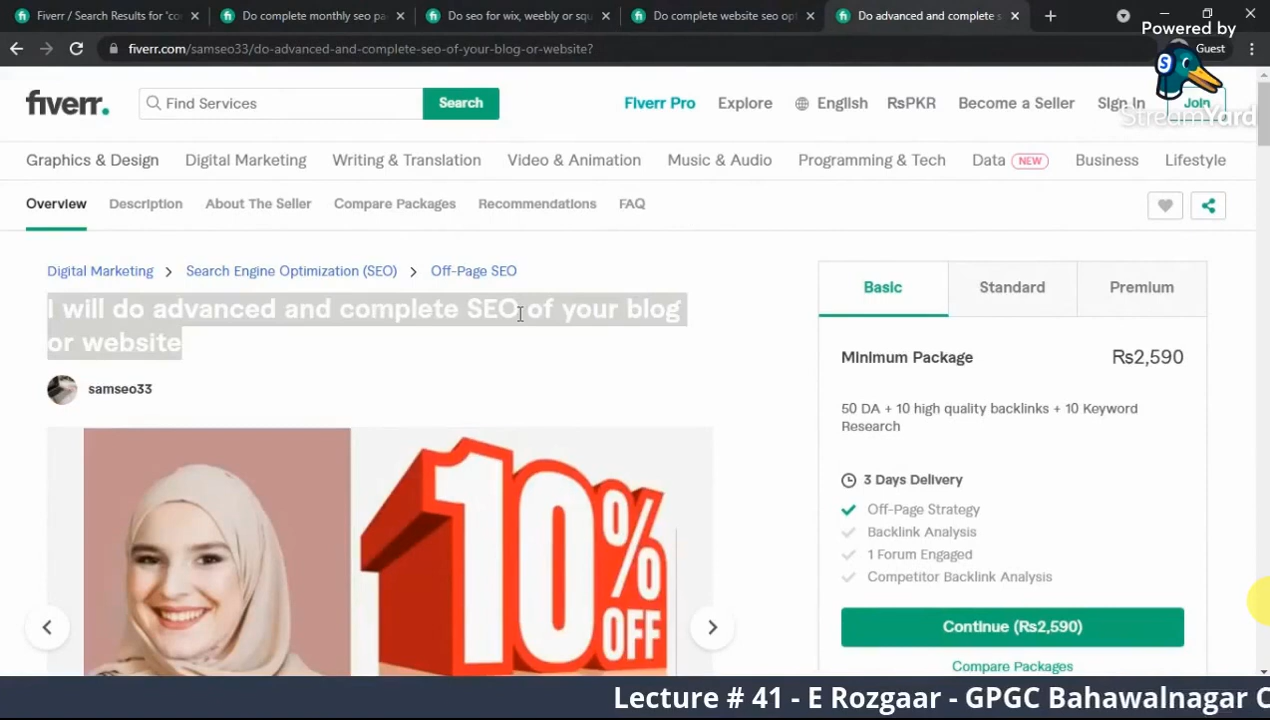 Fiverr / Search Results for "co
Do complete monthly seo pa
Do seo for wix, weebly or squ
Do complete website seo opt
Do advanced and complete s
Powered by
fiverr.com/samseo33/do-advanced-and-complete-seo-of-your-blog-or-website?
Guest
fiverr.
Find Services
Search
Fiverr Pro
Explore
English
₨PKR
Become a Seller
Sign In
Join
StreamYard
Graphics & Design
Digital Marketing
Writing & Translation
Video & Animation
Music & Audio
Programming & Tech
Data NEW
Business
Lifestyle
Overview
Description
About The Seller
Compare Packages
Recommendations
FAQ
Digital Marketing > Search Engine Optimization (SEO) > Off-Page SEO
I will do advanced and complete SEO of your blog
or website
samseo33
10%
OFF
Basic
Standard
Premium
Minimum Package
₨2,590
50 DA + 10 high quality backlinks + 10 Keyword
Research
3 Days Delivery
Off-Page Strategy
Backlink Analysis
1 Forum Engaged
Competitor Backlink Analysis
Continue (₨2,590)
Compare Packages
Lecture # 41 - E Rozgaar - GPGC Bahawalnagar C